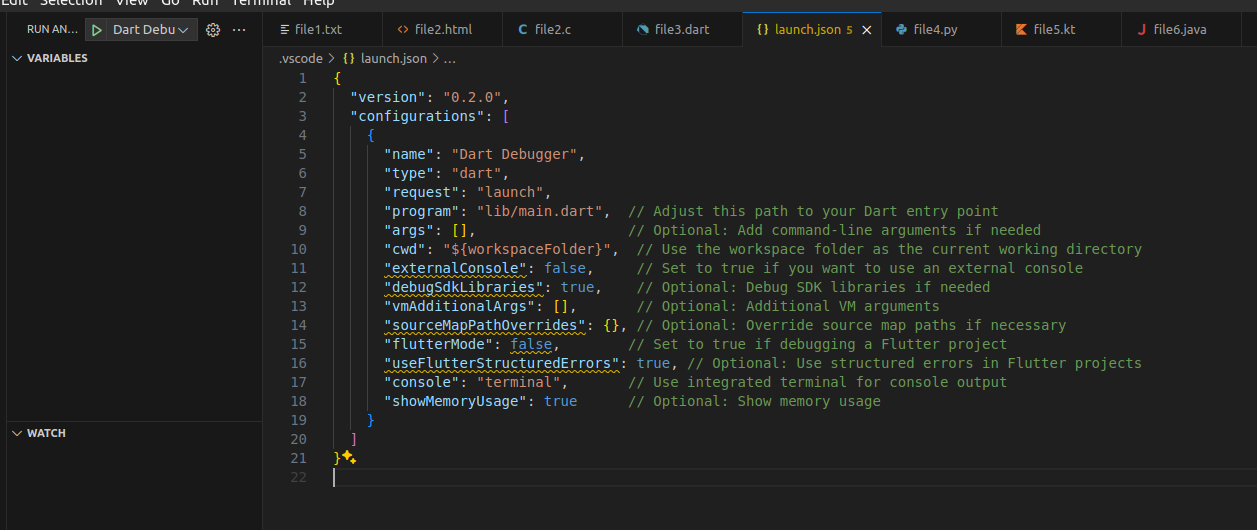 Edit Selection View Go Run Terminal Help
RUN AN... Dart Debu ...
file1.txt file2.html file2.c file3.dart launch.json 5 file4.py file5.kt file6.java
VARIABLES
.vscode > {} launch.json > ...
1 {
2 "version": "0.2.0",
3 "configurations": [
4 {
5 "name": "Dart Debugger",
6 "type": "dart",
7 "request": "launch",
8 "program": "lib/main.dart", // Adjust this path to your Dart entry point
9 "args": [], // Optional: Add command-line arguments if needed
10 "cwd": "${workspaceFolder}", // Use the workspace folder as the current working directory
11 "externalConsole": false, // Set to true if you want to use an external console
12 "debugSdkLibraries": true, // Optional: Debug SDK libraries if needed
13 "vmAdditionalArgs": [], // Optional: Additional VM arguments
14 "sourceMapPathOverrides": {}, // Optional: Override source map paths if necessary
15 "flutterMode": false, // Set to true if debugging a Flutter project
16 "useFlutterStructuredErrors": true, // Optional: Use structured errors in Flutter projects
17 "console": "terminal", // Use integrated terminal for console output
18 "showMemoryUsage": true // Optional: Show memory usage
19 }
20 ]
21 }
22
WATCH